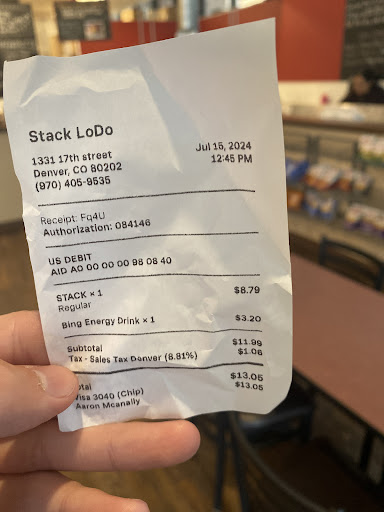 Stack LoDo
1331 17th street
Denver, CO 80202
(970) 405-9535
Jul 15, 2024
12:45 PM
Receipt: Fq4U
Authorization: 084146
US DEBIT
AID A0 00 00 00 98 08 40
STACK × 1 $8.79
Regular
Bing Energy Drink × 1 $3.20
Subtotal $11.99
Tax - Sales Tax Denver (8.81%) $1.06
otal $13.05
Visa 3040 (Chip) $13.05
Aaron Mcanally